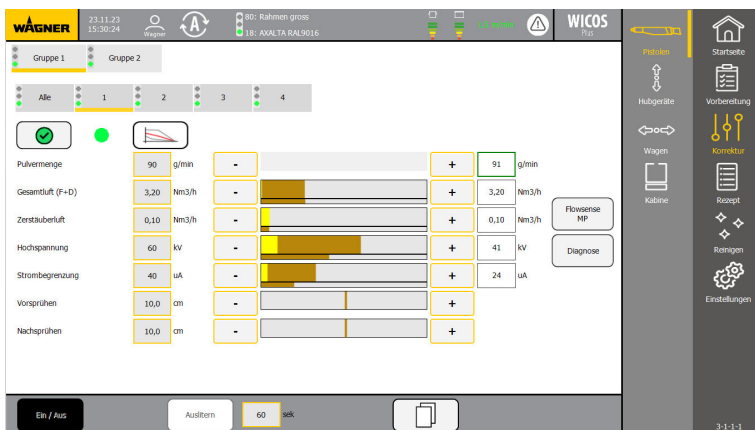 WAGNER
23.11.23
15:30:24
Wagner
A
80: Rahmen gross
18: AXALTA RAL9016
WICOS
Plus
Gruppe 1
Gruppe 2
Alle
1
2
3
4
Pulvermenge 90 g/min - + 91 g/min
Gesamtluft (F+D) 3,20 Nm3/h - + 3,20 Nm3/h
Zerstäuberluft 0,10 Nm3/h - + 0,10 Nm3/h
Hochspannung 60 kV - + 41 kV
Strombegrenzung 40 uA - + 24 uA
Vorsprühen 10,0 cm - +
Nachsprühen 10,0 cm - +
Flowsense
MP
Diagnose
Ein / Aus
Auslitern
60 sek
Pistolen
Hubgeräte
Wagen
Kabine
Startseite
Vorbereitung
Korrektur
Rezept
Reinigen
Einstellungen
3-1-1-1